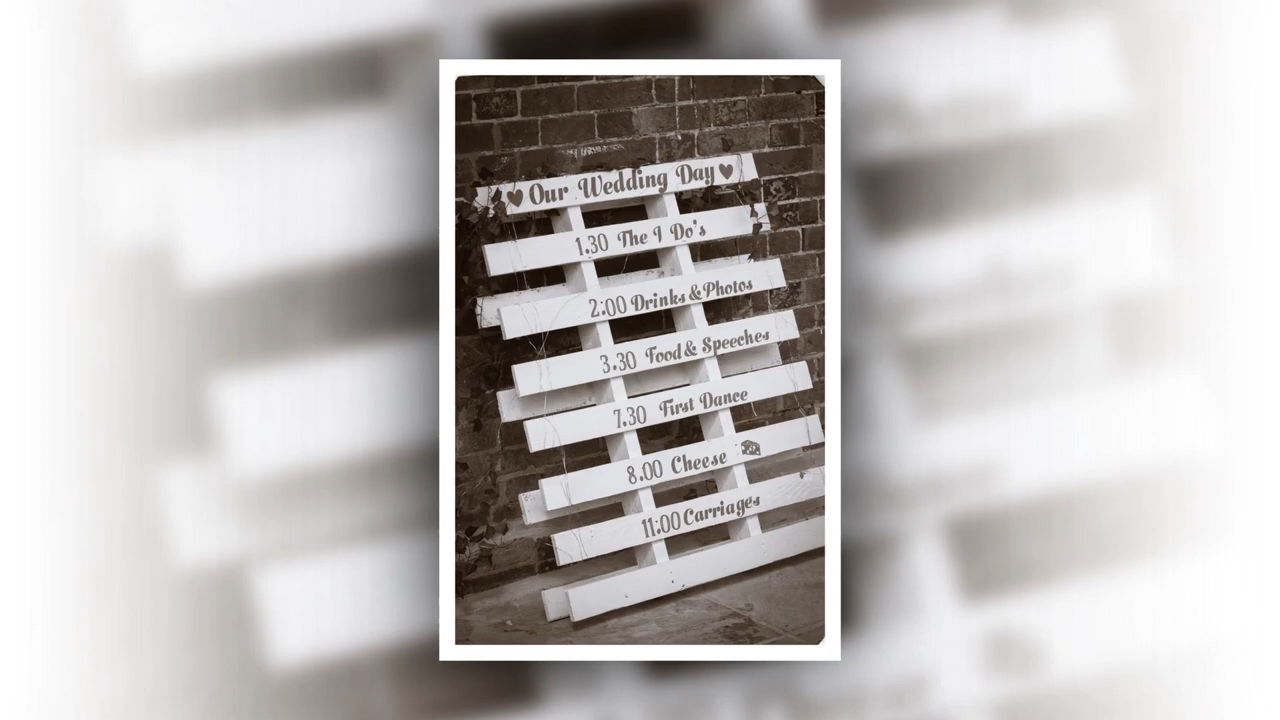 Our Wedding Day
1.30 The I Do's
2:00 Drinks & Photos
3.30 Food & Speeches
7.30 First Dance
8.00 Cheese
11:00 Carriages